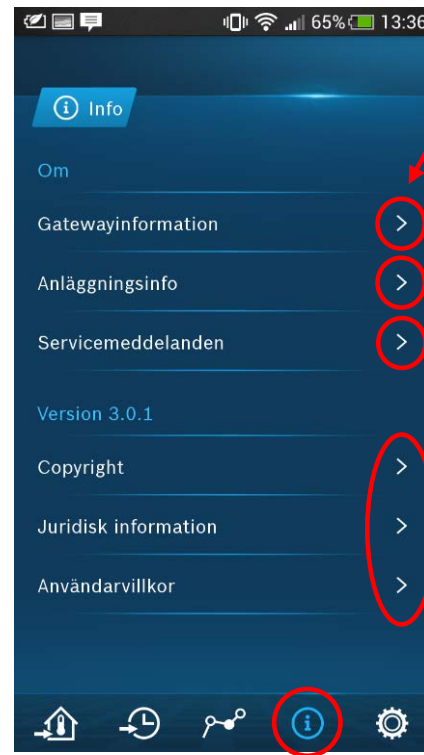 65% 13:36
Info
Om
Gatewayinformation
Anläggningsinfo
Servicemeddelanden
Version 3.0.1
Copyright
Juridisk information
Användarvillkor